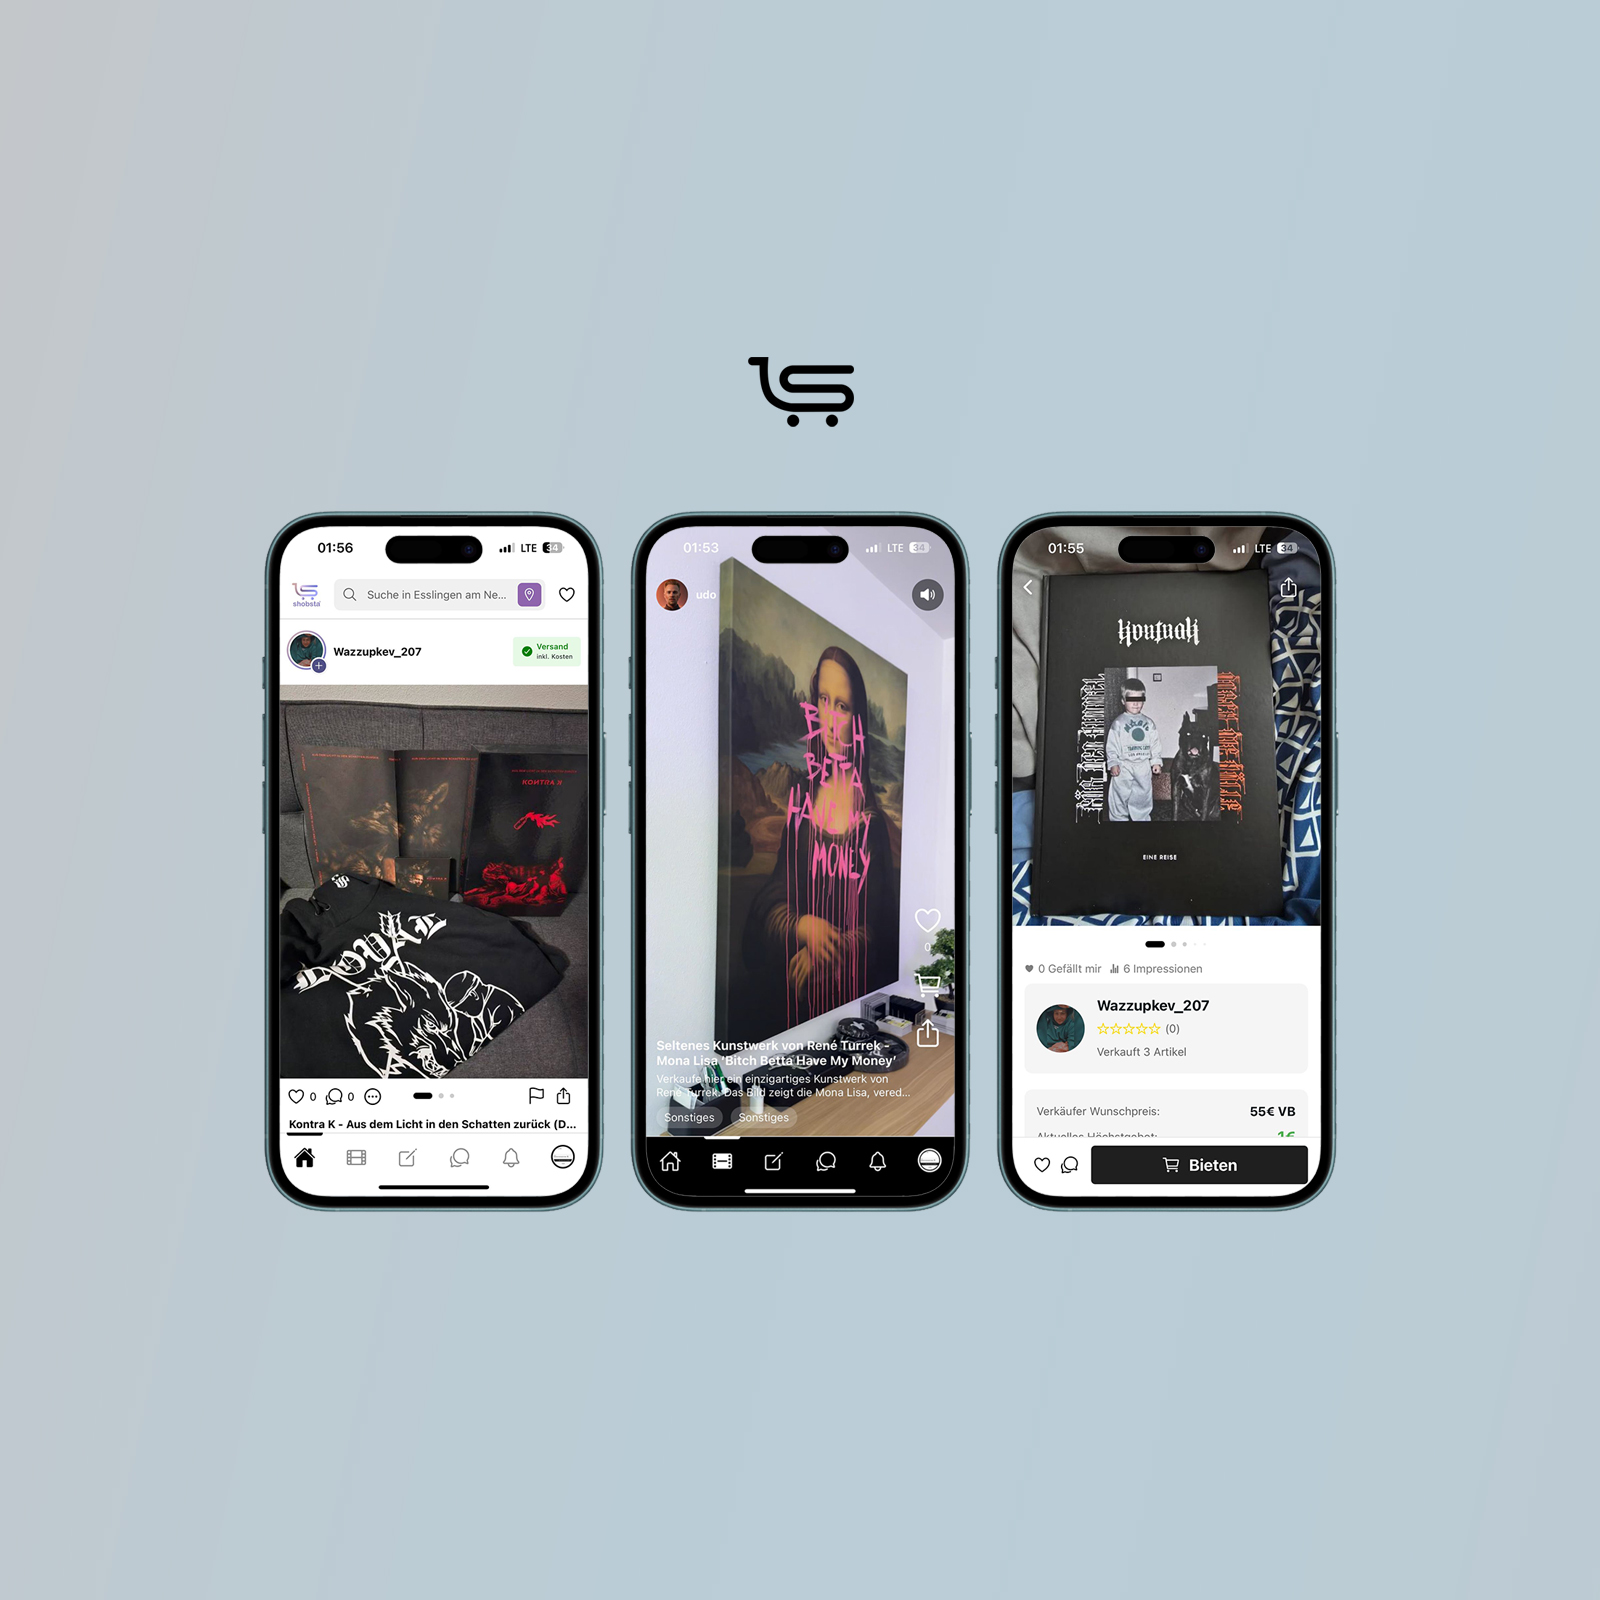 01:56
LTE
34
shobsta
Suche in Esslingen am Ne...
Wazzupkev_207
Versand
inkl. Kosten
KONTRA K
0
0
Kontra K - Aus dem Licht in den Schatten zurück (D...
01:53
LTE
34
udo
BITCH
BETTA
HAVE MY
MONEY
Seltenes Kunstwerk von René Turrek -
Mona Lisa 'Bitch Betta Have My Money'
Verkaufe hier ein einzigartiges Kunstwerk von
René Turrek. Das Bild zeigt die Mona Lisa, vered...
Sonstiges
Sonstiges
0
01:55
LTE
34
EINE REISE
0 Gefällt mir
6 Impressionen
Wazzupkev_207
(0)
Verkauft 3 Artikel
Verkäufer Wunschpreis:
55€ VB
Aktuelles Höchstgebot:
1€
Bieten